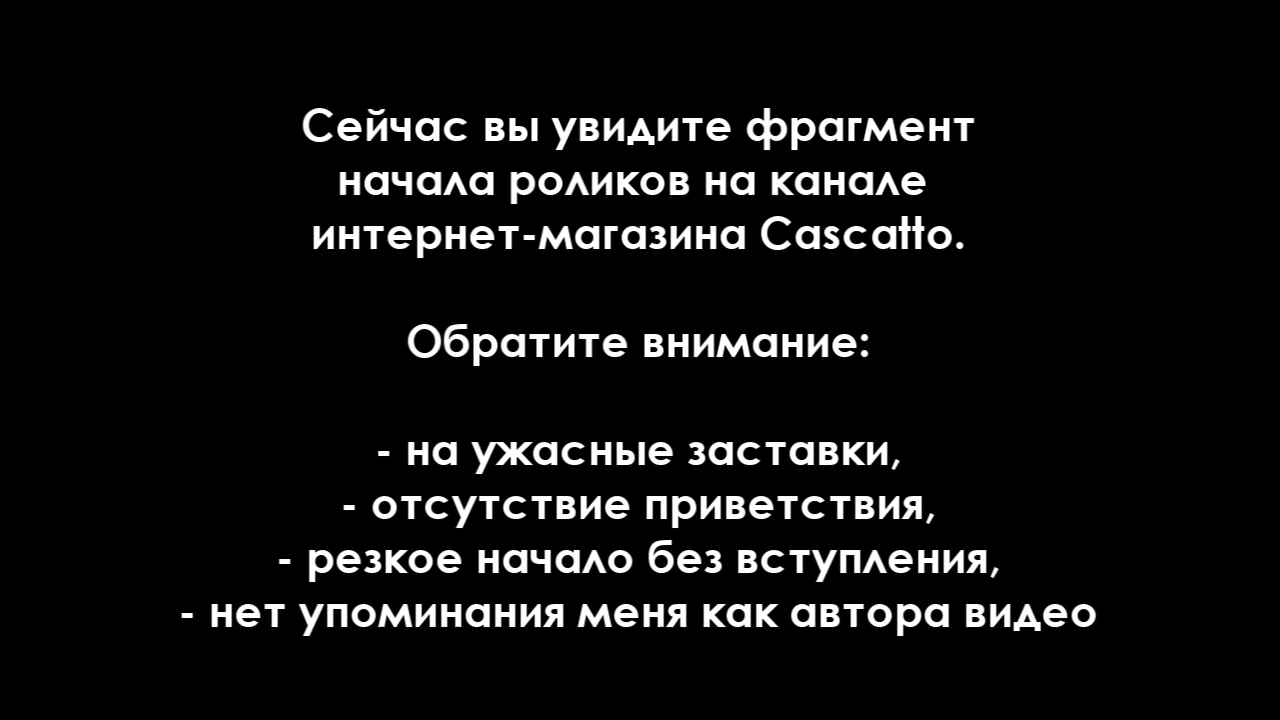 Сейчас вы увидите фрагмент
начала роликов на канале
интернет-магазина Cascatto.
Обратите внимание:
- на ужасные заставки,
- отсутствие приветствия,
- резкое начало без вступления,
- нет упоминания меня как автора видео